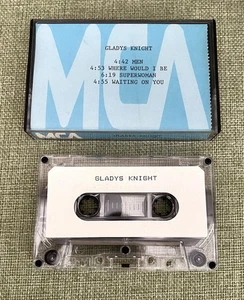 GLADYS KNIGHT
4:42 MEN
4:53 WHERE WOULD I BE
6:19 SUPERWOMAN
4:55 WAITING ON YOU
MCA
MCA
GLADYS KNIGHT